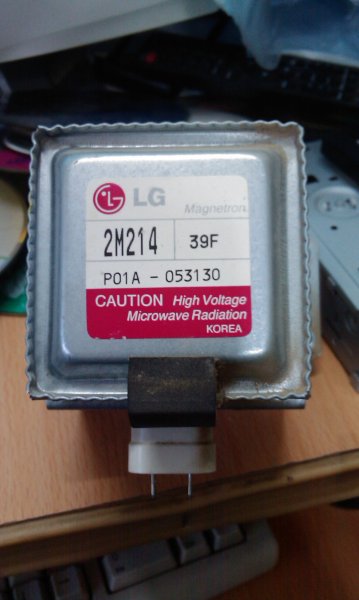 LG
Magnetron
2M214 39F
P01A - 053130
CAUTION High Voltage
Microwave Radiation
KOREA